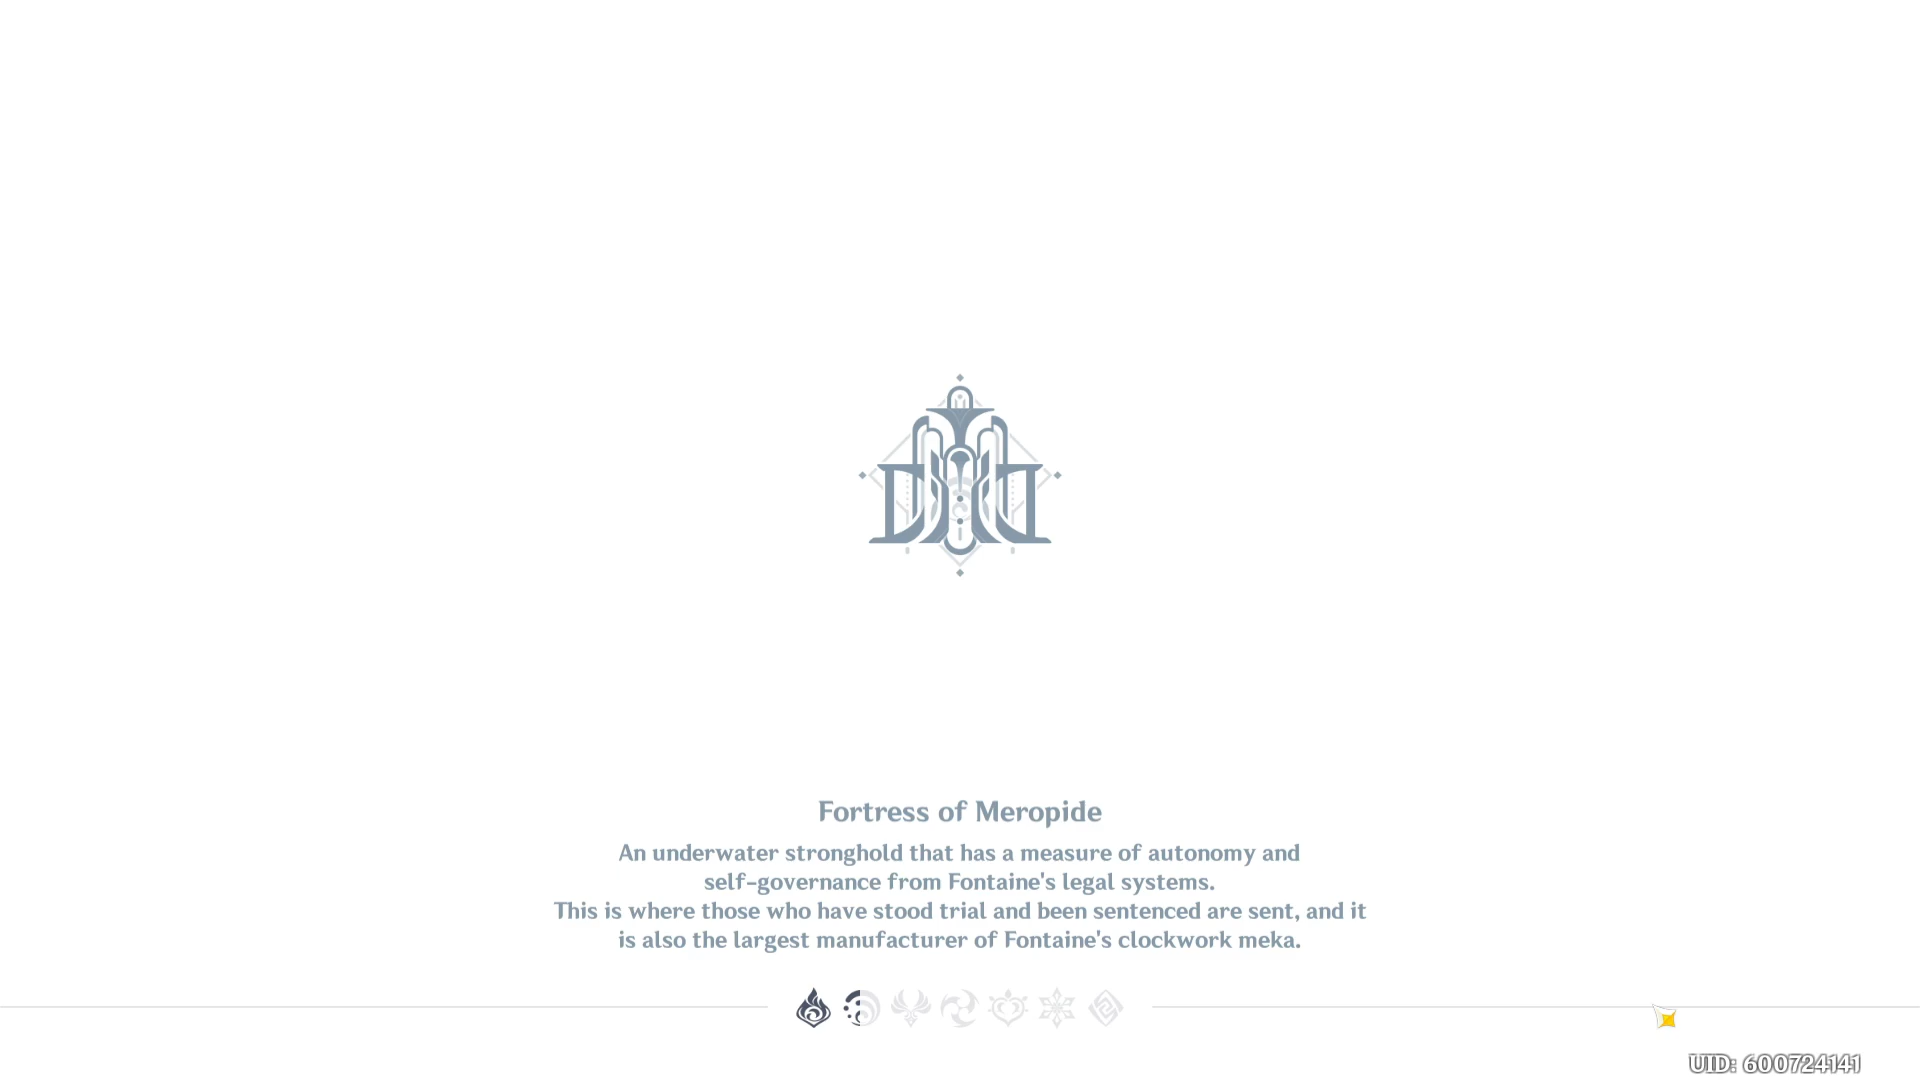 Fortress of Meropide
An underwater stronghold that has a measure of autonomy and
self-governance from Fontaine's legal systems.
This is where those who have stood trial and been sentenced are sent, and it
is also the largest manufacturer of Fontaine's clockwork meka.
UID: 600724141